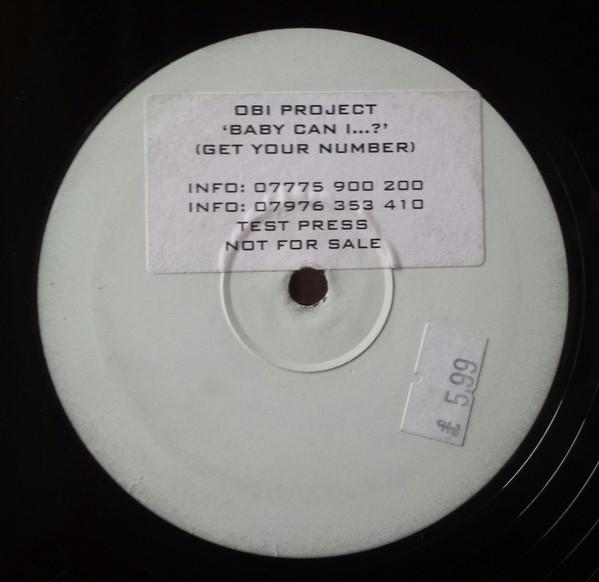 OBI PROJECT
‘BABY CAN I...?’
(GET YOUR NUMBER)
INFO: 07775 900 200
INFO: 07976 353 410
TEST PRESS
NOT FOR SALE
£ 5.99